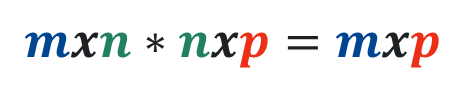 mxn * nxp = mxp